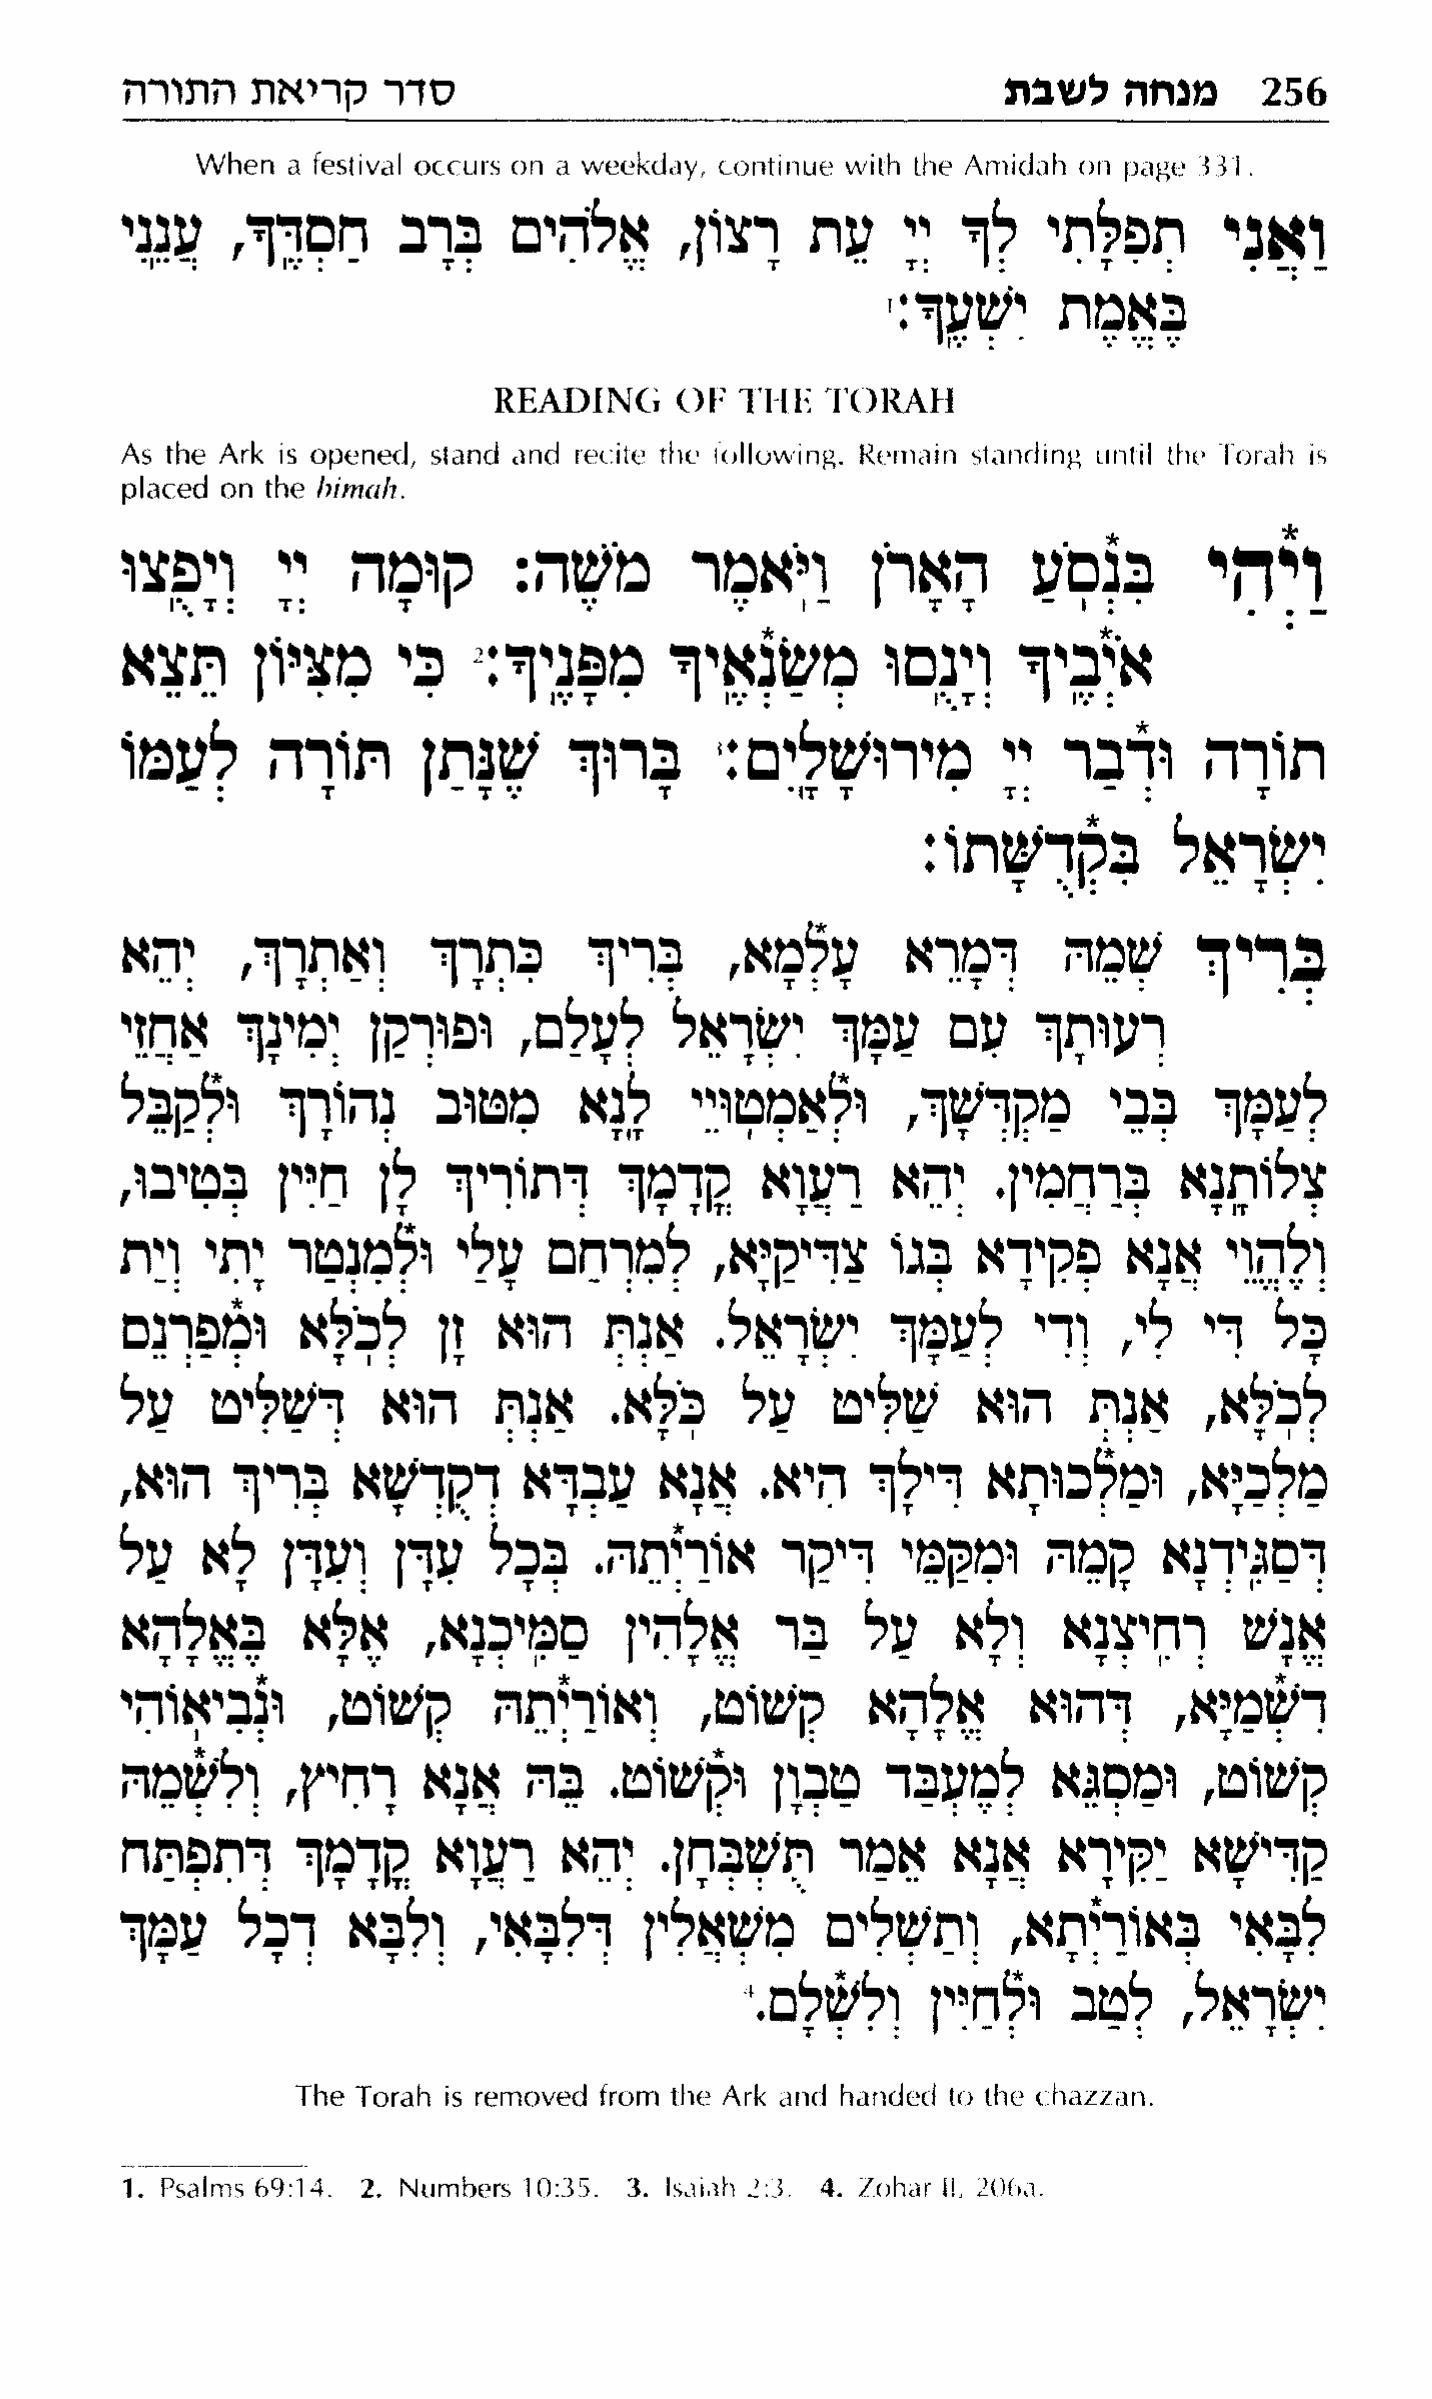 256 מנחה לשבת סדר קריאת התורה
When a festival occurs on a weekday, continue with the Amidah on page 331.
וַאֲנִי תְפִלָּתִי לְךָ יְיָ עֵת רָצוֹן, אֱלֹהִים בְּרָב חַסְדֶּךָ, עֲנֵנִי
בֶּאֱמֶת יִשְׁעֶךָ:¹
READING OF THE TORAH
As the Ark is opened, stand and recite the following. Remain standing until the Torah is
placed on the bimah.
וַיְ*הִי בִּנְ*סֹעַ הָאָרֹן וַיֹּאמֶר מֹשֶׁה: קוּמָה יְיָ וְיָפֻצוּ
אֹיְ*בֶיךָ וְיָנֻסוּ מְשַׂנְ*אֶיךָ מִפָּנֶיךָ:² כִּי מִצִּיּוֹן תֵּצֵא
תוֹרָה וּדְ*בַר יְיָ מִירוּשָׁלָיִם:³ בָּרוּךְ שֶׁנָּתַן תּוֹרָה לְעַמּוֹ
יִשְׂרָאֵל בִּקְ*דֻשָּׁתוֹ:
בְּרִיךְ שְׁמֵהּ דְּמָרֵא עָלְ*מָא, בְּרִיךְ כִּתְרָךְ וְאַתְרָךְ, יְהֵא
רְעוּתָךְ עִם עַמָּךְ יִשְׂרָאֵל לְעָלַם, וּפוּרְקַן יְמִינָךְ אַחֲזֵי
לְעַמָּךְ בְּבֵי מַקְדְּשָׁךְ, וּלְ*אַמְטוּיֵי לָנָא מִטּוּב נְהוֹרָךְ וּלְ*קַבֵּל
צְלוֹתָנָא בְּרַחֲמִין. יְהֵא רַעֲוָא קֳדָמָךְ דְּתוֹרִיךְ לָן חַיִּין בְּטִיבוּ,
וְלֶהֱוֵי אֲנָא פְקִידָא בְּגוֹ צַדִּיקַיָּא, לְמִרְחַם עָלַי וּלְ*מִנְטַר יָתִי וְיַת
כָּל דִּי לִי, וְדִי לְעַמָּךְ יִשְׂרָאֵל. אַנְתְּ הוּא זָן לְכֹלָּא וּמְ*פַרְנֵס
לְכֹלָּא, אַנְתְּ הוּא שַׁלִּיט עַל כֹּלָּא. אַנְתְּ הוּא דְּשַׁלִּיט עַל
מַלְכַיָּא, וּמַלְ*כוּתָא דִּילָךְ הִיא. אֲנָא עַבְדָּא דְקֻדְשָׁא בְּרִיךְ הוּא,
דְּסַגִּידְנָא קָמֵהּ וּמִקַּמֵּי דִּיקַר אוֹרַיְ*תֵהּ. בְּכָל עִדָּן וְעִדָּן לָא עַל
אֱנָשׁ רְחִיצְנָא וְלָא עַל בַּר אֱלָהִין סַמִּיכְנָא, אֶלָּא בֶּאֱלָהָא
דִשְׁ*מַיָּא, דְּהוּא אֱלָהָא קְשׁוֹט, וְאוֹרַיְ*תֵהּ קְשׁוֹט, וּנְ*בִיאוֹהִי
קְשׁוֹט, וּמַסְגֵּא לְמֶעְבַּד טַבְוָן וּקְ*שׁוֹט. בֵּהּ אֲנָא רָחִיץ, וְלִשְׁ*מֵהּ
קַדִּישָׁא יַקִּירָא אֲנָא אֵמַר תֻּשְׁבְּחָן. יְהֵא רַעֲוָא קֳדָמָךְ דְּתִפְתַּח
לִבָּאִי בְּאוֹרַיְ*תָא, וְתַשְׁלִים מִשְׁאֲלִין דְּלִבָּאִי, וְלִבָּא דְכָל עַמָּךְ
יִשְׂרָאֵל, לְטַב וּלְ*חַיִּין וְלִשְׁ*לָם.⁴
The Torah is removed from the Ark and handed to the chazzan.
1. Psalms 69:14. 2. Numbers 10:35. 3. Isaiah 2:3. 4. Zohar II, 206a.